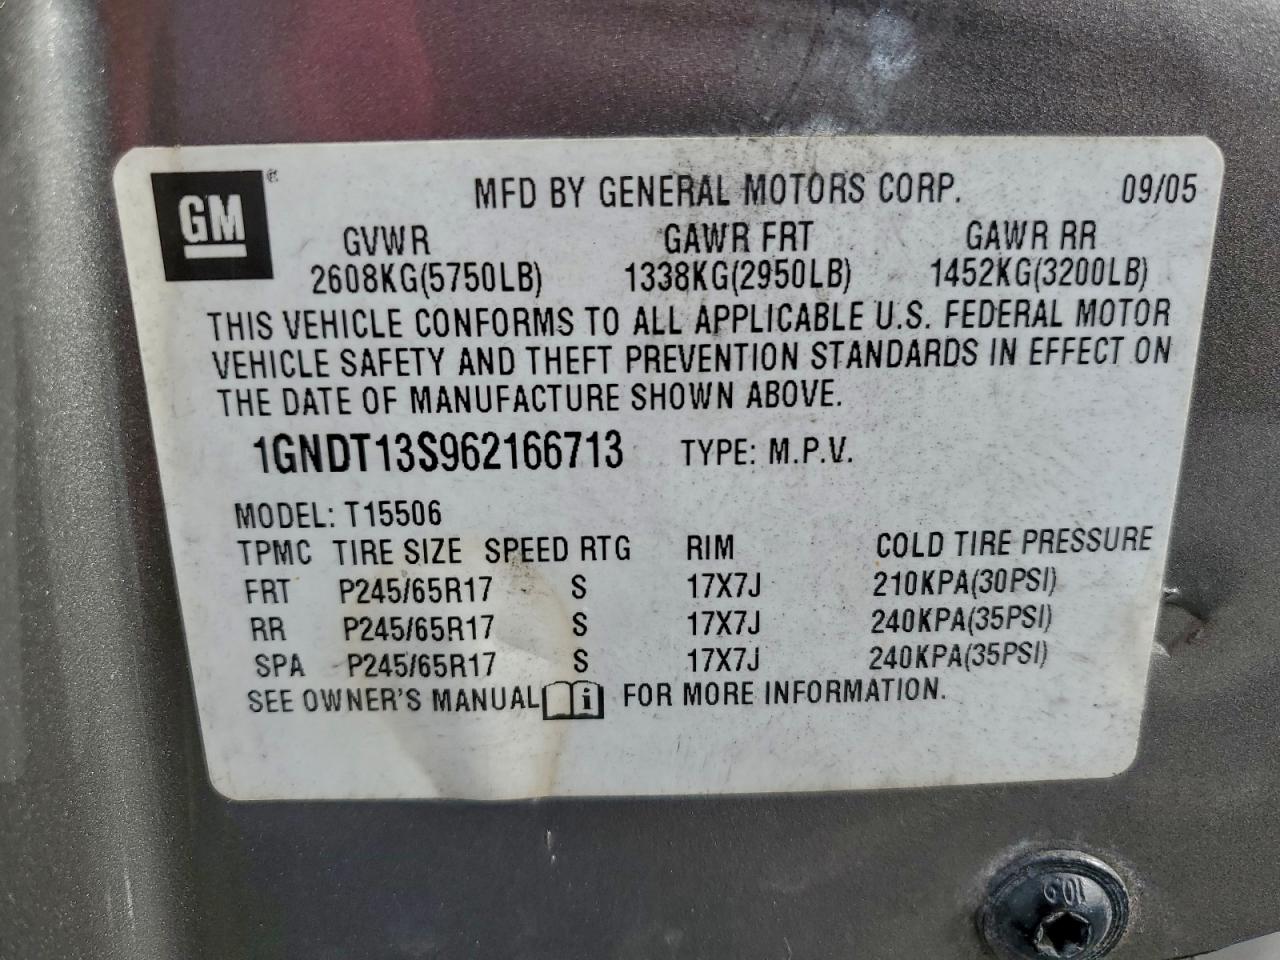 GM® MFD BY GENERAL MOTORS CORP. 09/05
GVWR GAWR FRT GAWR RR
2608KG(5750LB) 1338KG(2950LB) 1452KG(3200LB)
THIS VEHICLE CONFORMS TO ALL APPLICABLE U.S. FEDERAL MOTOR
VEHICLE SAFETY AND THEFT PREVENTION STANDARDS IN EFFECT ON
THE DATE OF MANUFACTURE SHOWN ABOVE.
1GNDT13S962166713 TYPE: M.P.V.
MODEL: T15506
TPMC TIRE SIZE SPEED RTG RIM COLD TIRE PRESSURE
FRT P245/65R17 S 17X7J 210KPA(30PSI)
RR P245/65R17 S 17X7J 240KPA(35PSI)
SPA P245/65R17 S 17X7J 240KPA(35PSI)
SEE OWNER'S MANUAL i FOR MORE INFORMATION.